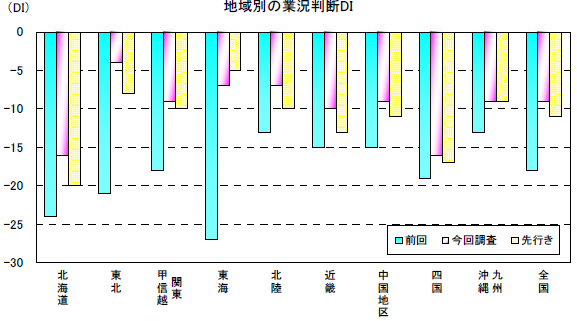 地域別の業況判断DI
(DI)
0
−5
−10
−15
−20
−25
−30
前回 今回調査 先行き
北海道
東北
関東
甲信越
東海
北陸
近畿
中国地区
四国
九州
沖縄
全国